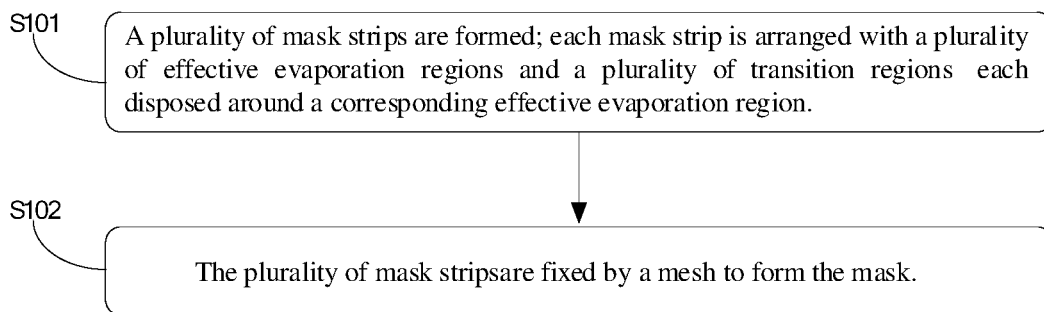 S101
A plurality of mask strips are formed; each mask strip is arranged with a plurality
of effective evaporation regions and a plurality of transition regions each
disposed around a corresponding effective evaporation region.
S102
The plurality of mask stripsare fixed by a mesh to form the mask.